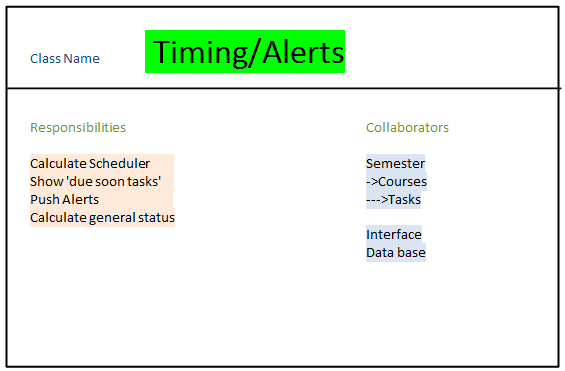 Class Name Timing/Alerts
Responsibilities Collaborators
Calculate Scheduler Semester
Show 'due soon tasks' ->Courses
Push Alerts --->Tasks
Calculate general status
Interface
Data base